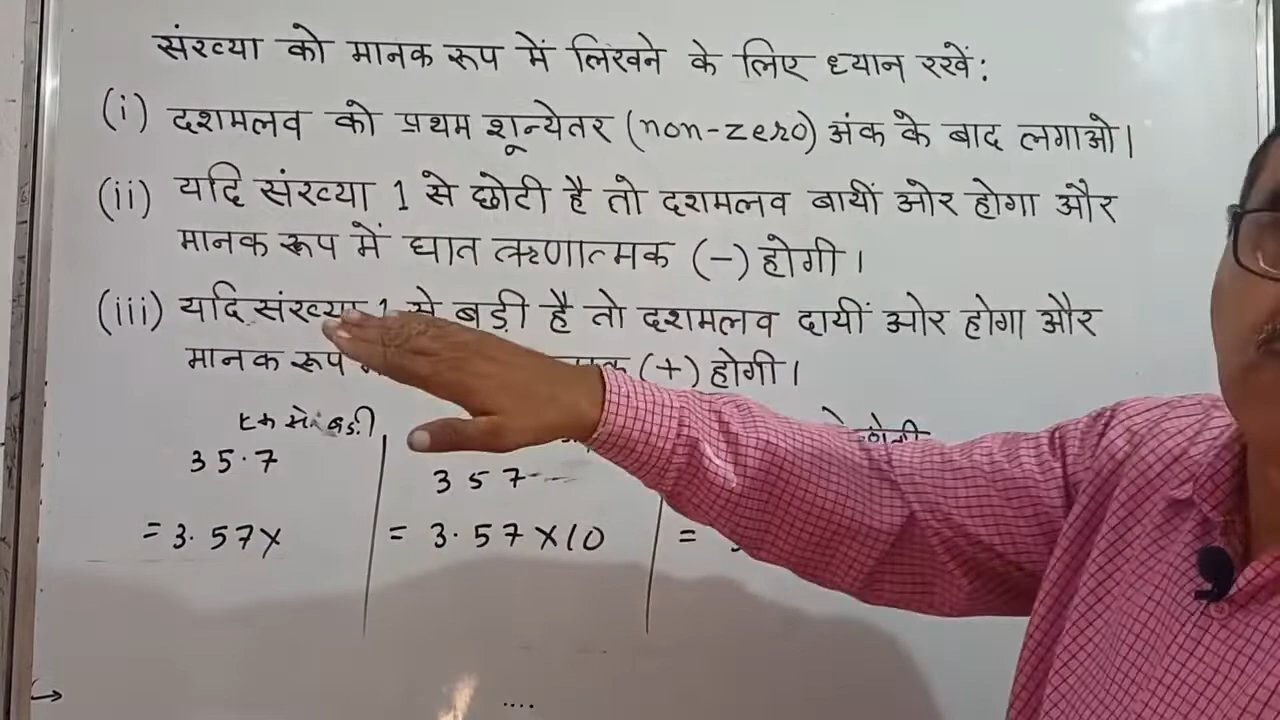 संख्या को मानक रूप में लिखने के लिए ध्यान रखें:
(i) दशमलव को प्रथम शून्येतर (non-zero) अंक के बाद लगाओ।
(ii) यदि संख्या 1 से छोटी है तो दशमलव बायीं ओर होगा और
मानक रूप में घात ऋणात्मक (-) होगी।
(iii) यदि संख्या 1 से बड़ी है तो दशमलव दायीं ओर होगा और
मानक रूप (+) होगी।
एक से बड़ी
35.7
357
= 3.57×
= 3.57×10
=